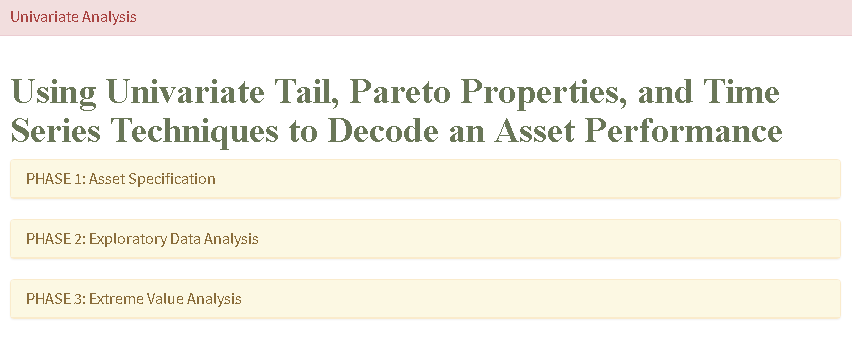 Univariate Analysis
Using Univariate Tail, Pareto Properties, and Time
Series Techniques to Decode an Asset Performance
PHASE 1: Asset Specification
PHASE 2: Exploratory Data Analysis
PHASE 3: Extreme Value Analysis